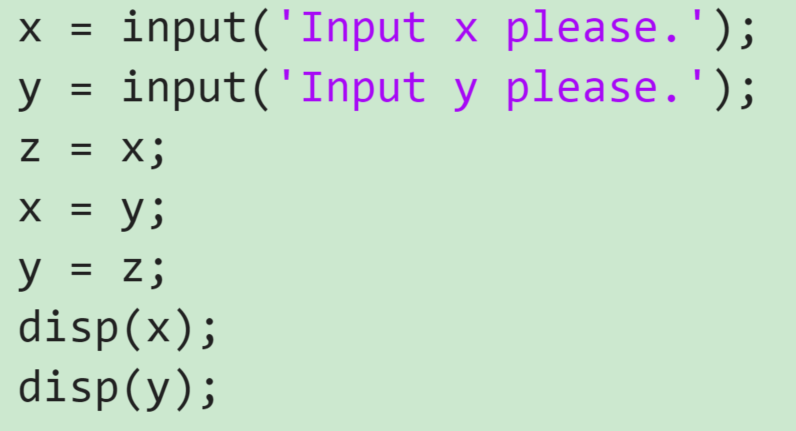 x = input('Input x please.');
y = input('Input y please.');
z = x;
x = y;
y = z;
disp(x);
disp(y);